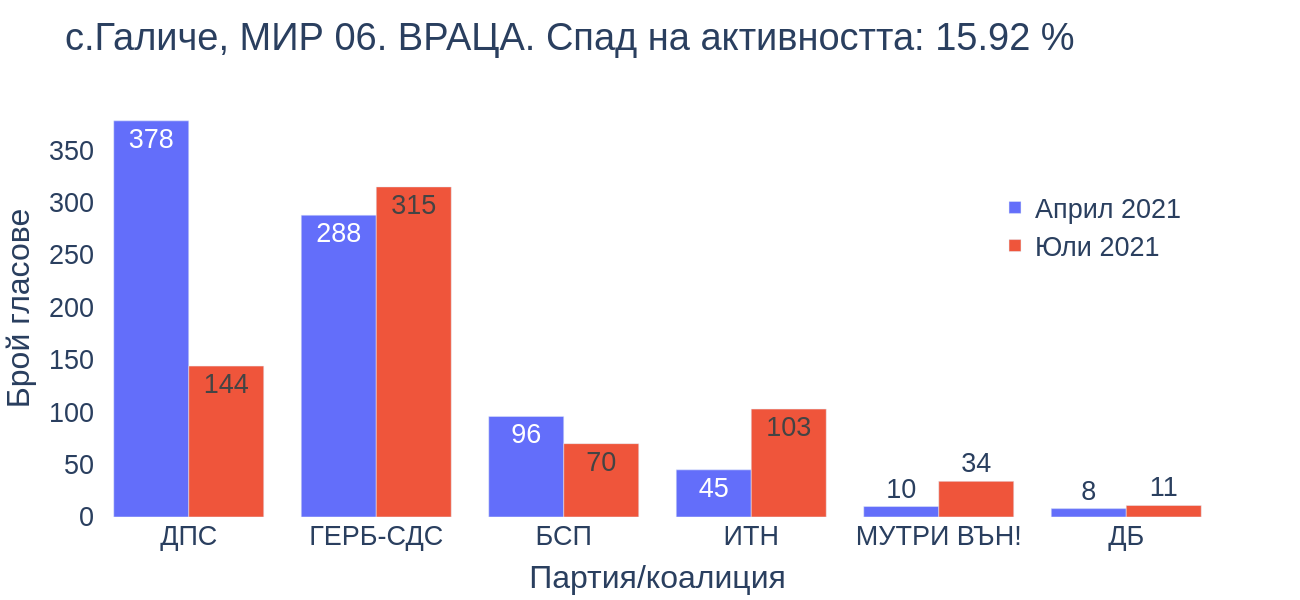 с.Галиче, МИР 06. ВРАЦА. Спад на активността: 15.92 %
Брой гласове
350
300
250
200
150
100
50
0
378
144
288
315
96
70
45
103
10
34
8
11
Април 2021
Юли 2021
ДПС
ГЕРБ-СДС
БСП
ИТН
МУТРИ ВЪН!
ДБ
Партия/коалиция